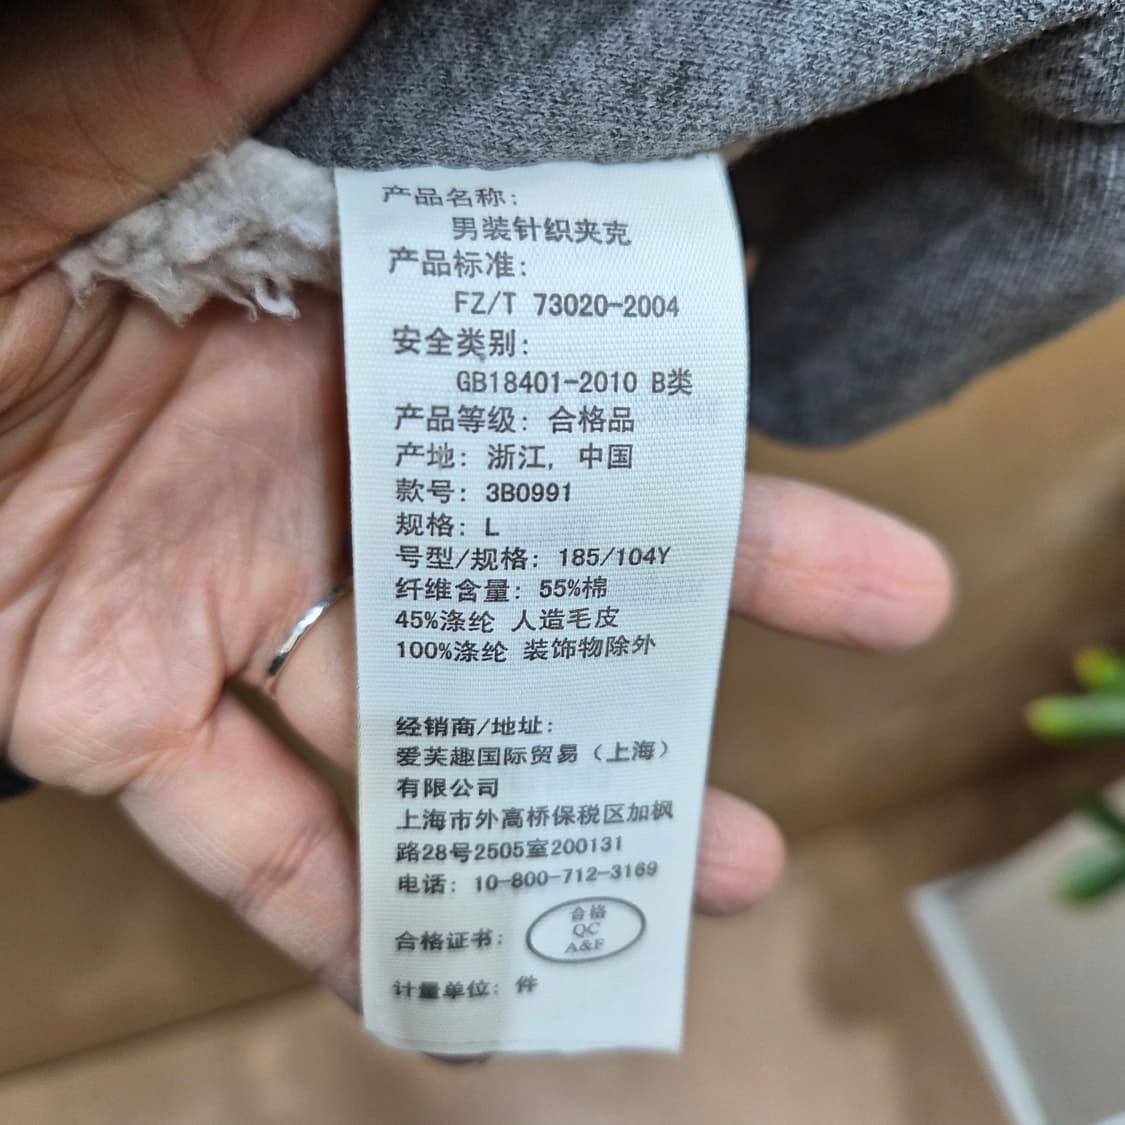 产品名称:
男装针织夹克
产品标准:
FZ/T 73020-2004
安全类别:
GB18401-2010 B类
产品等级: 合格品
产地: 浙江, 中国
款号: 3B0991
规格: L
号型/规格: 185/104Y
纤维含量: 55%棉
45%涤纶 人造毛皮
100%涤纶 装饰物除外
经销商/地址:
爱芙趣国际贸易（上海）
有限公司
上海市外高桥保税区加枫
路28号2505室200131
电话: 10-800-712-3169
合格
QC
A&F
合格证书:
计量单位: 件